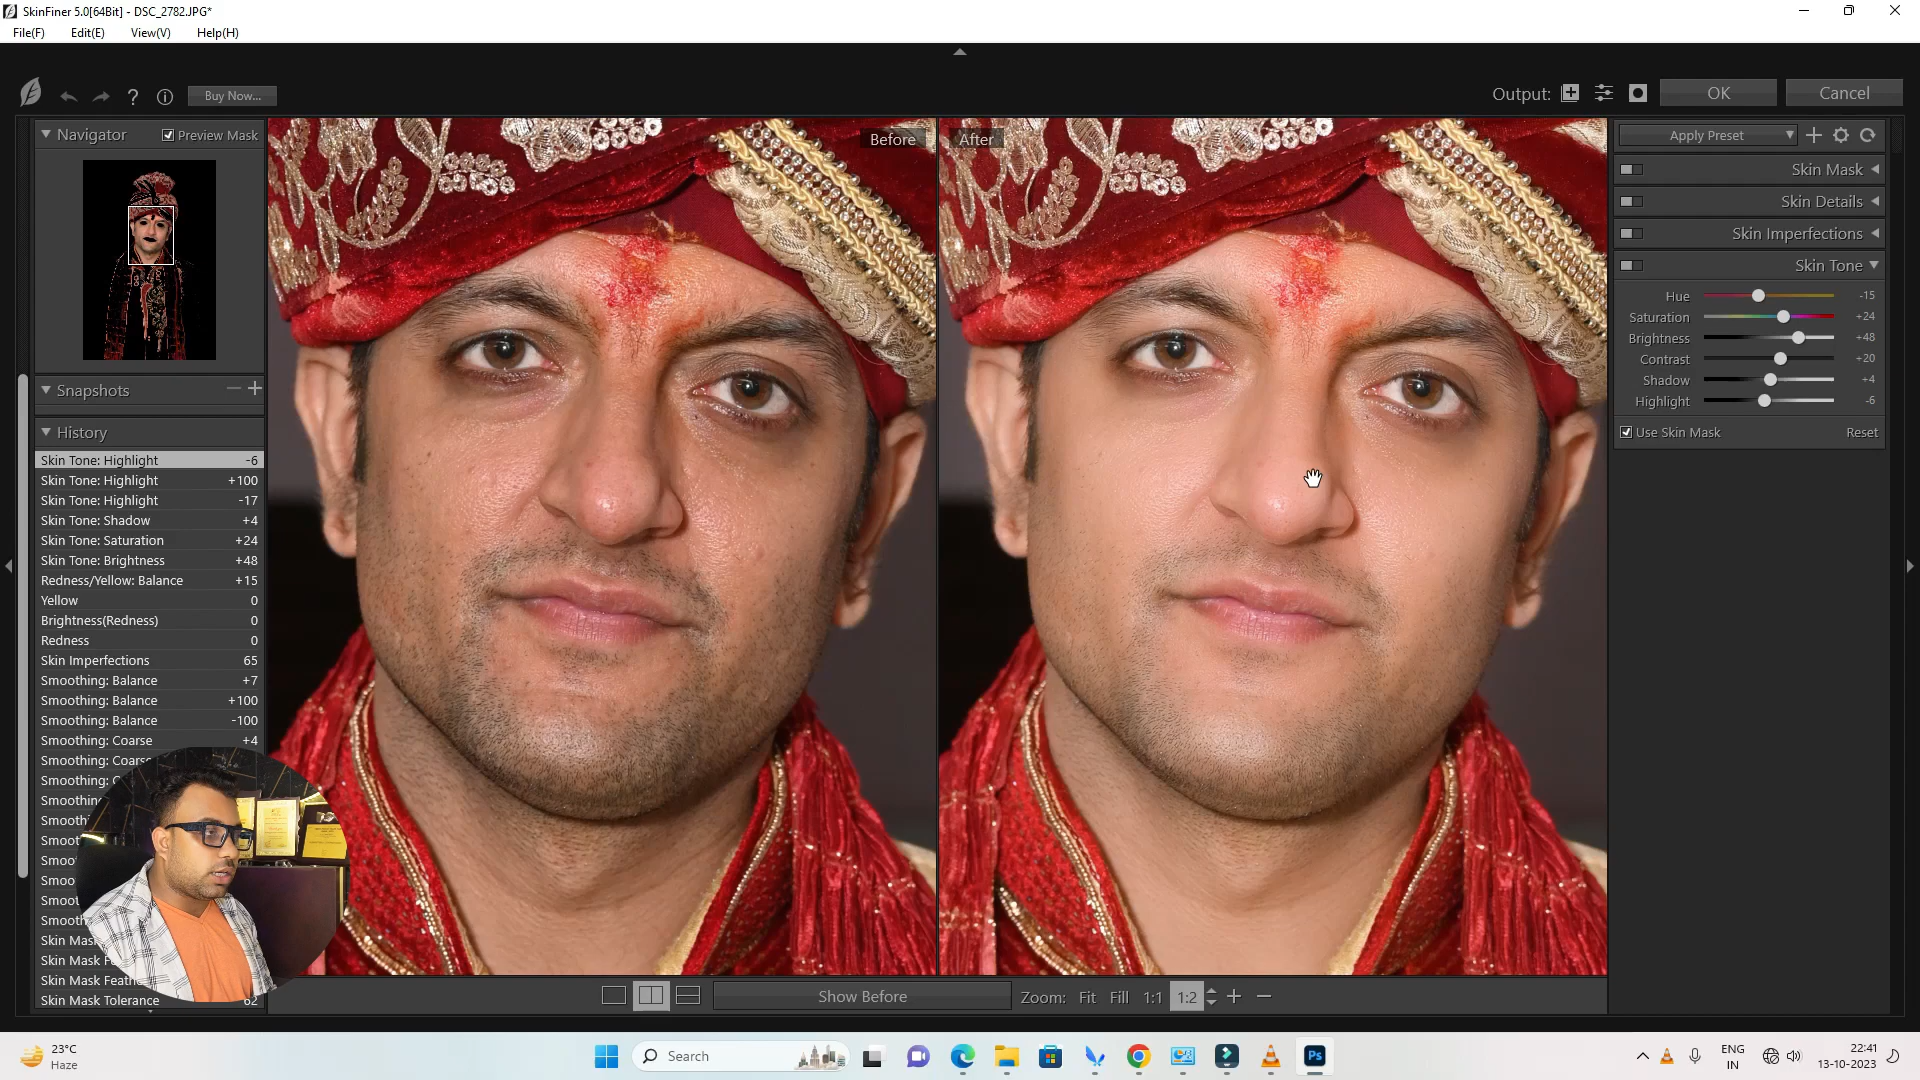 SkinFiner 5.0[64Bit] - DSC_2782.JPG*
File(F) Edit(E) View(V) Help(H)
Buy Now...
Output: OK Cancel
Navigator Preview Mask
Before
After
Apply Preset
Skin Mask
Skin Details
Skin Imperfections
Skin Tone
Hue -15
Saturation +24
Brightness +48
Contrast +20
Shadow +4
Highlight -6
Use Skin Mask Reset
Snapshots
History
Skin Tone: Highlight -6
Skin Tone: Highlight +100
Skin Tone: Highlight -17
Skin Tone: Shadow +4
Skin Tone: Saturation +24
Skin Tone: Brightness +48
Redness/Yellow: Balance +15
Yellow 0
Brightness(Redness) 0
Redness 0
Skin Imperfections 65
Smoothing: Balance +7
Smoothing: Balance +100
Smoothing: Balance -100
Smoothing: Coarse +4
Skin Mask Tolerance 62
Show Before
Zoom: Fit Fill 1:1 1:2
23°C
Haze
Search
Ps
ENG
IN
22:41
13-10-2023